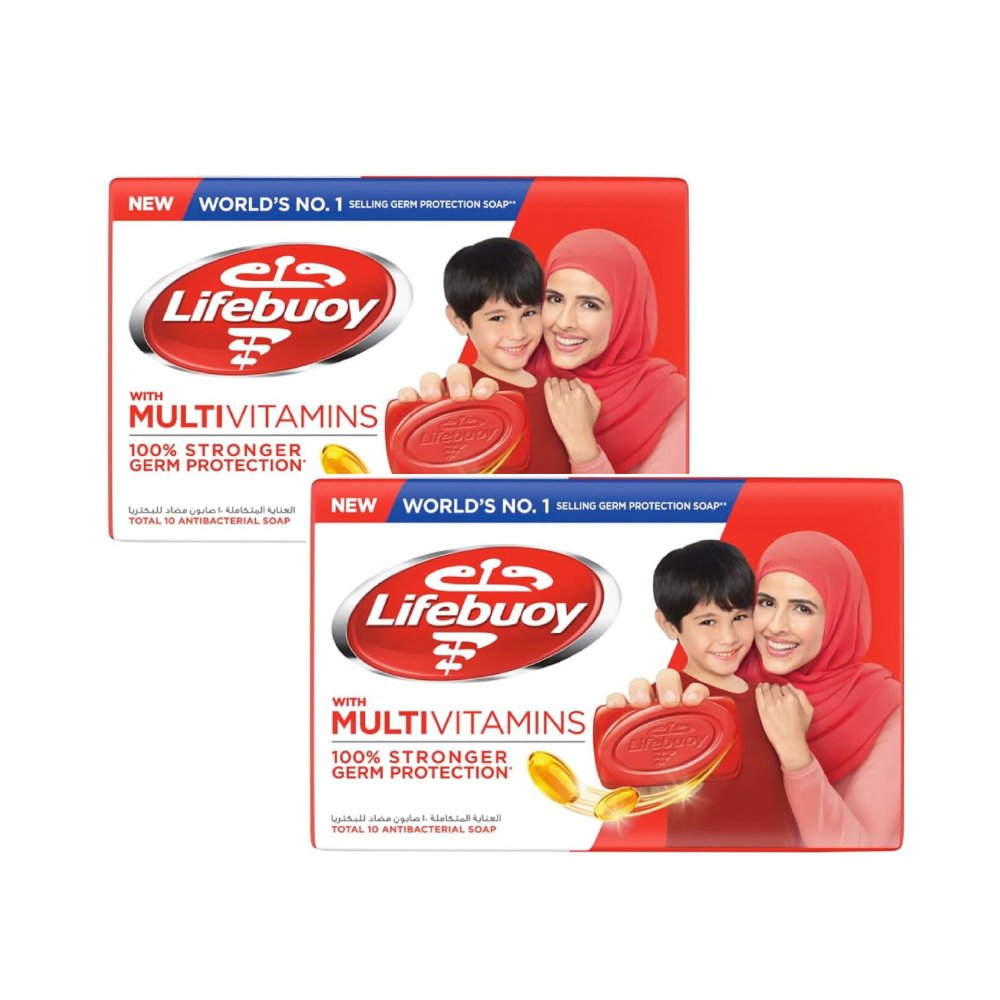 NEW WORLD'S NO. 1 SELLING GERM PROTECTION SOAP**
Lifebuoy
WITH
MULTIVITAMINS
100% STRONGER
GERM PROTECTION*
Lifebuoy
العناية المتكاملة ١٠ صابون مضاد للبكتريا
TOTAL 10 ANTIBACTERIAL SOAP
NEW WORLD'S NO. 1 SELLING GERM PROTECTION SOAP**
Lifebuoy
WITH
MULTIVITAMINS
100% STRONGER
GERM PROTECTION*
Lifebuoy
العناية المتكاملة ١٠ صابون مضاد للبكتريا
TOTAL 10 ANTIBACTERIAL SOAP